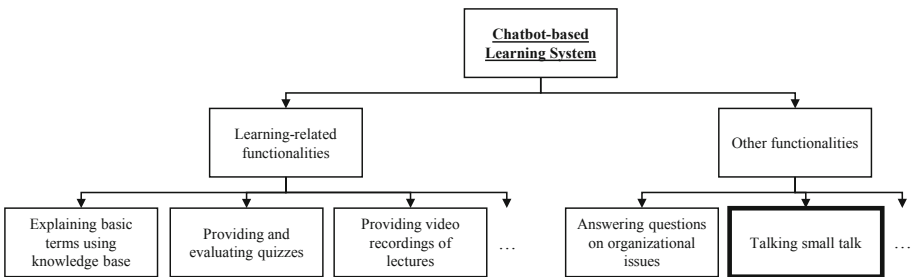 Chatbot-based
Learning System
Learning-related
functionalities
Other functionalities
Explaining basic
terms using
knowledge base
Providing and
evaluating quizzes
Providing video
recordings of
lectures
…
Answering questions
on organizational
issues
Talking small talk
…